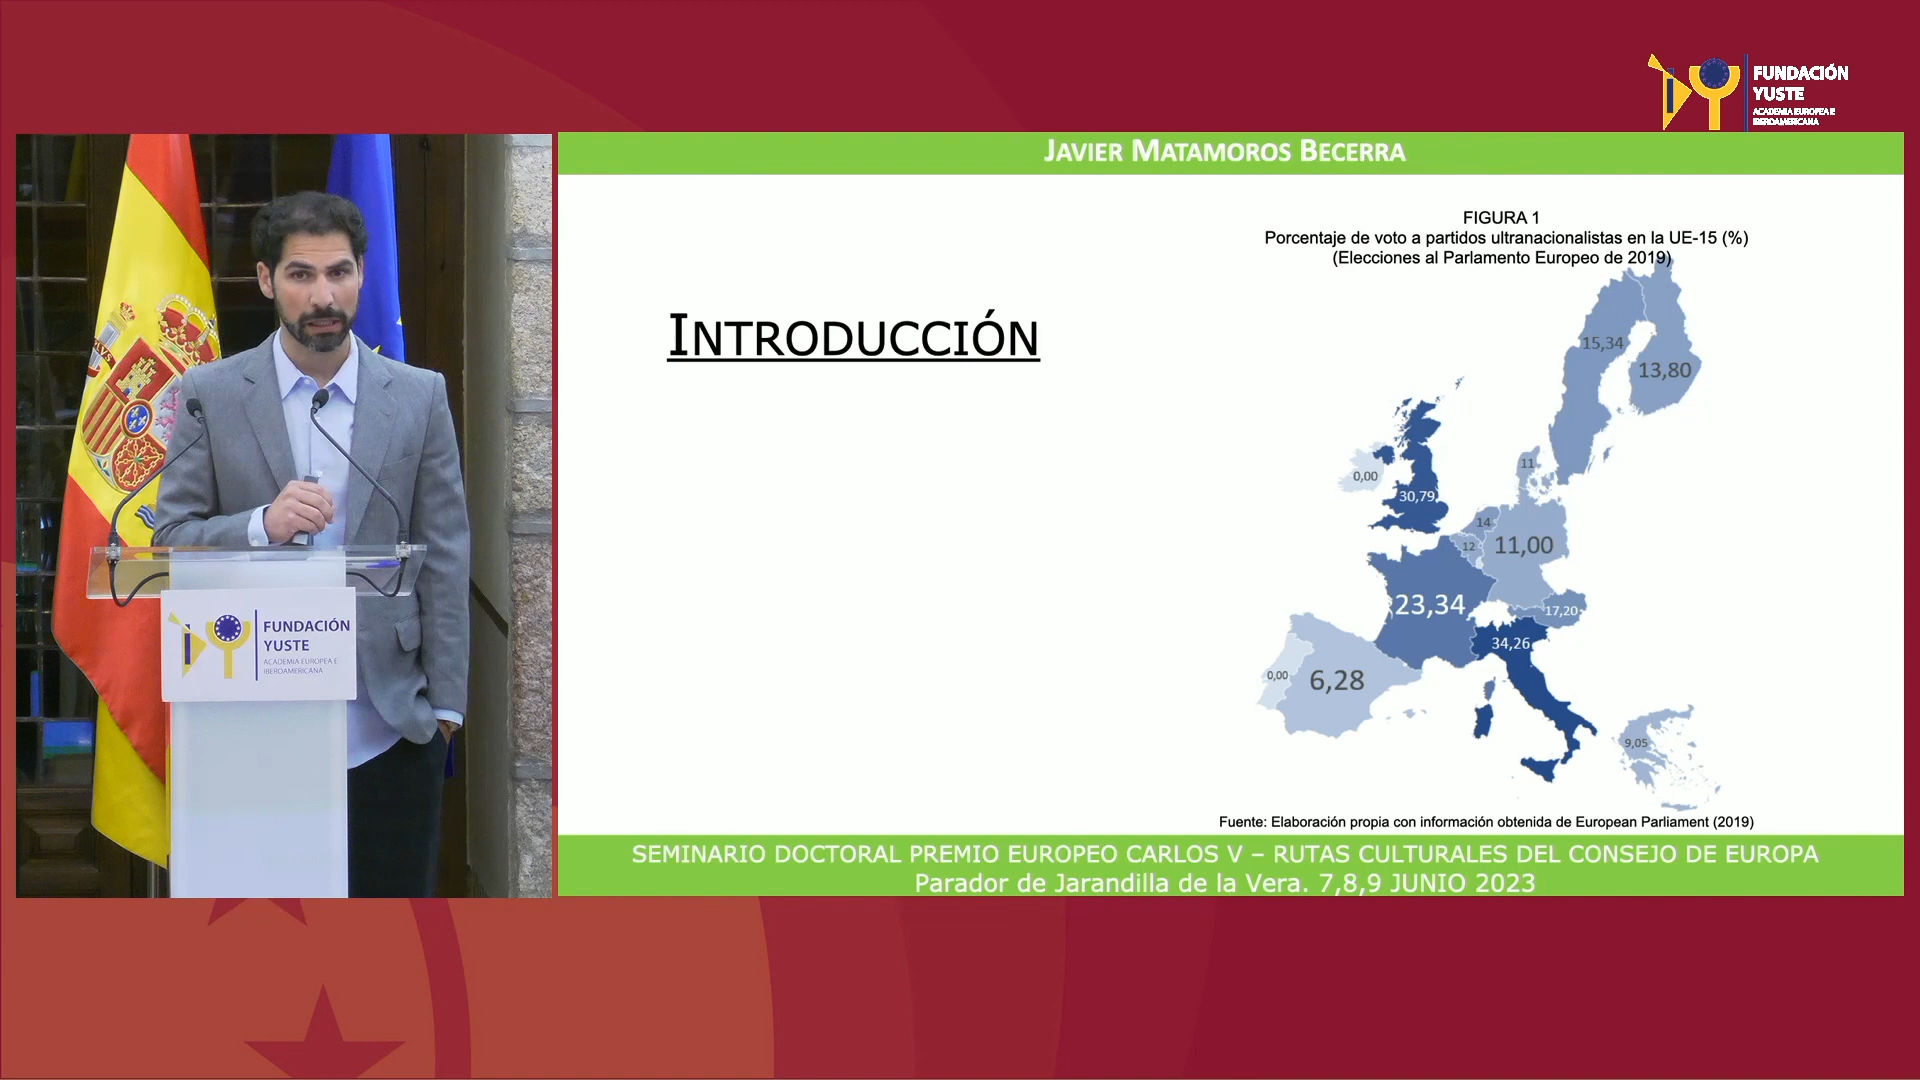 FUNDACIÓN
YUSTE
ACADEMIA EUROPEA E
IBEROAMERICANA
JAVIER MATAMOROS BECERRA
FIGURA 1
Porcentaje de voto a partidos ultranacionalistas en la UE-15 (%)
(Elecciones al Parlamento Europeo de 2019)
INTRODUCCIÓN
15,34
13,80
11
0,00
30,79
14
12
11,00
23,34
17,20
34,26
0,00
6,28
9,05
Fuente: Elaboración propia con información obtenida de European Parliament (2019)
SEMINARIO DOCTORAL PREMIO EUROPEO CARLOS V – RUTAS CULTURALES DEL CONSEJO DE EUROPA
Parador de Jarandilla de la Vera. 7,8,9 JUNIO 2023
FUNDACIÓN
YUSTE
ACADEMIA EUROPEA E
IBEROAMERICANA